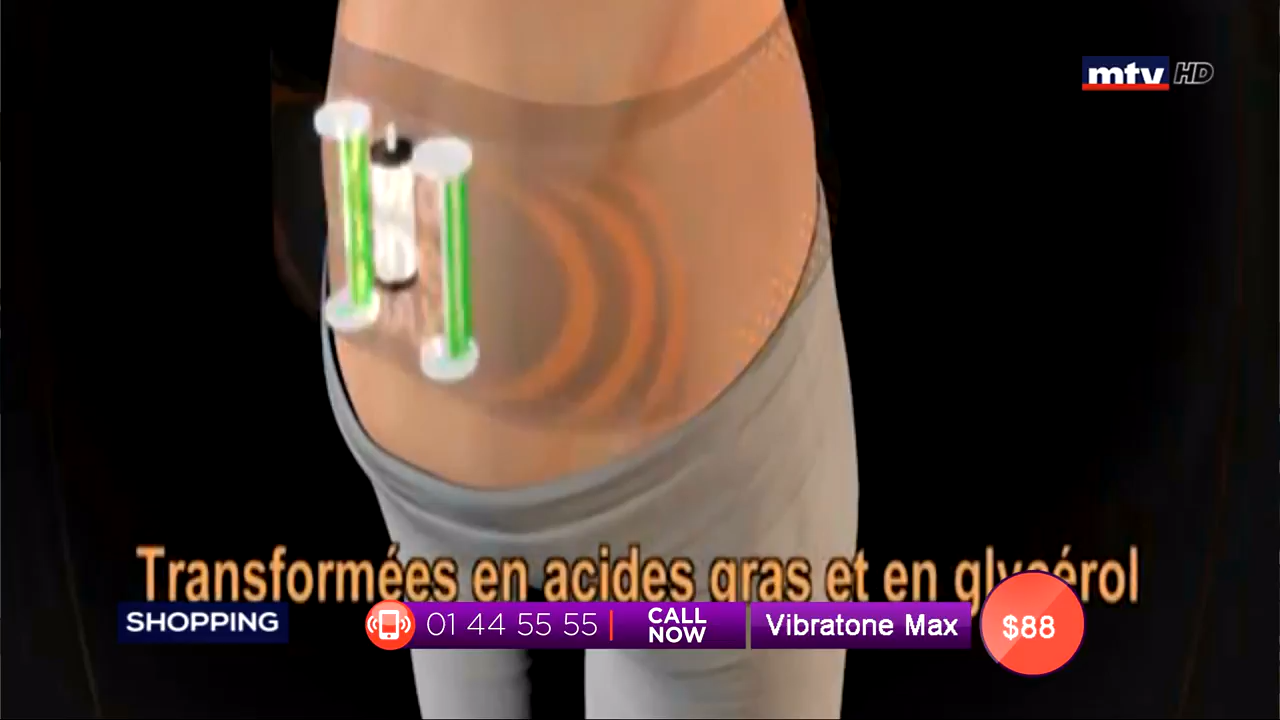 mtv HD
Transformées en acides gras et en glycérol
SHOPPING
01 44 55 55
CALL
NOW
Vibratone Max
$88